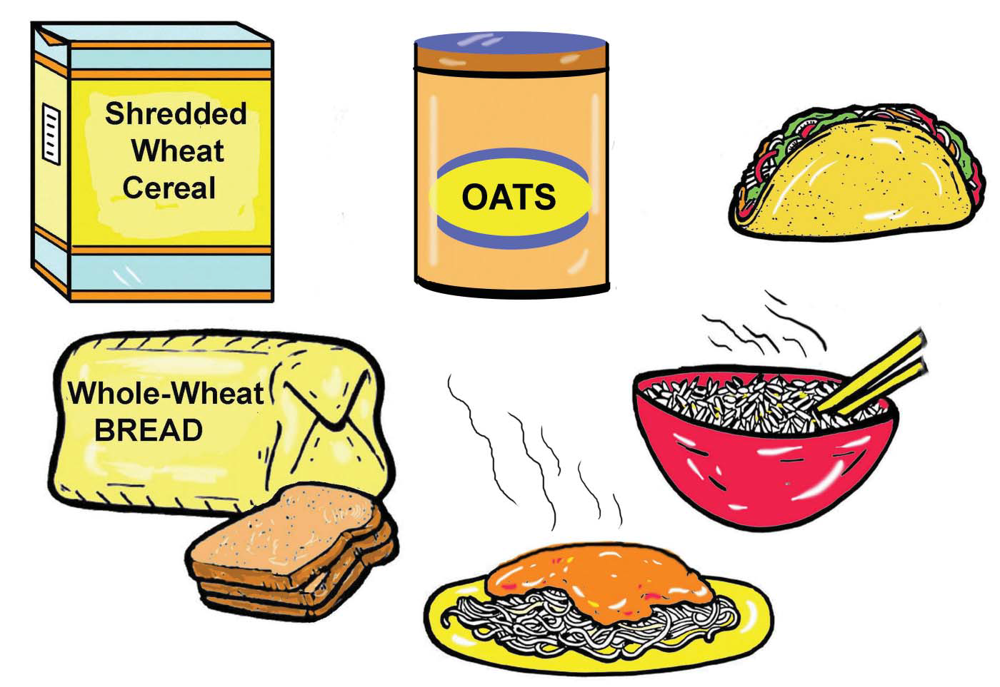 Shredded
Wheat
Cereal
OATS
Whole-Wheat
BREAD